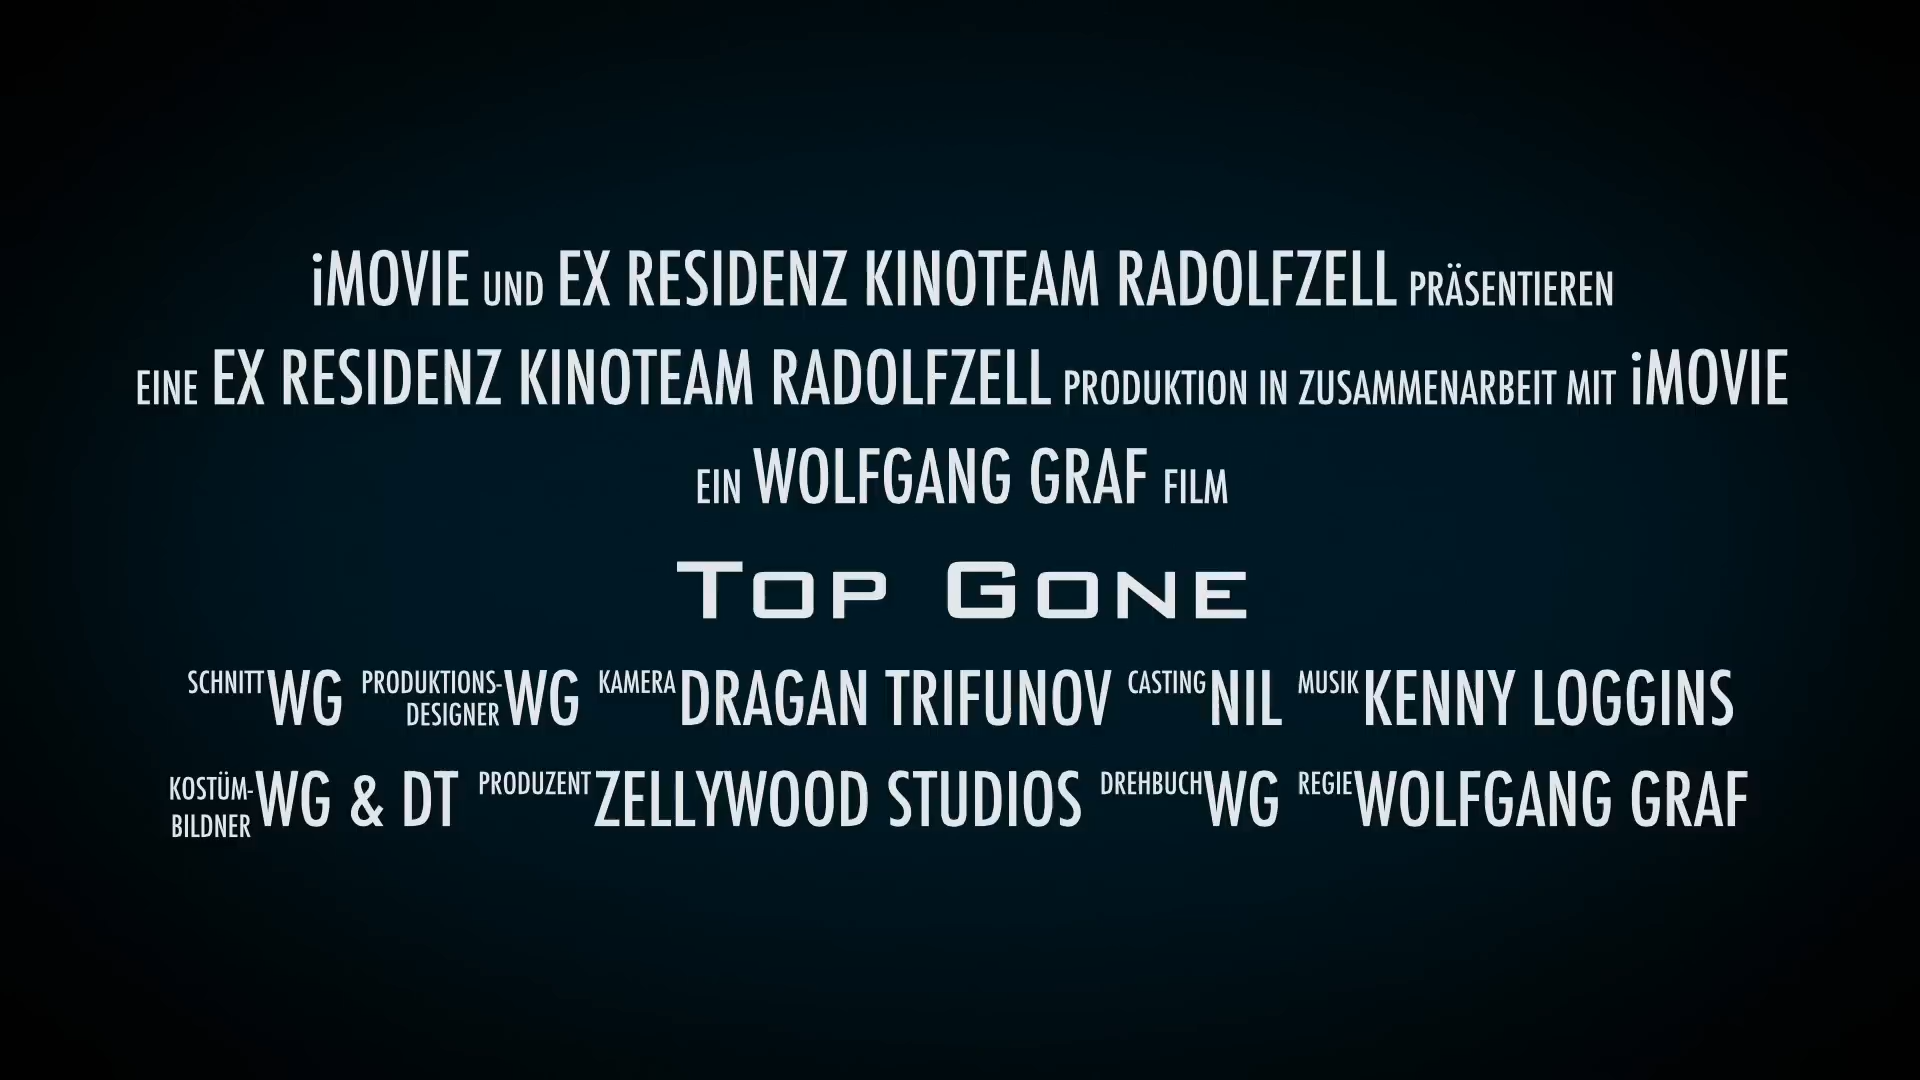 iMOVIE UND EX RESIDENZ KINOTEAM RADOLFZELL PRÄSENTIEREN
EINE EX RESIDENZ KINOTEAM RADOLFZELL PRODUKTION IN ZUSAMMENARBEIT MIT iMOVIE
EIN WOLFGANG GRAF FILM
TOP GONE
SCHNITT WG PRODUKTIONS-DESIGNER WG KAMERA DRAGAN TRIFUNOV CASTING NIL MUSIK KENNY LOGGINS
KOSTÜM-BILDNER WG & DT PRODUZENT ZELLYWOOD STUDIOS DREHBUCH WG REGIE WOLFGANG GRAF